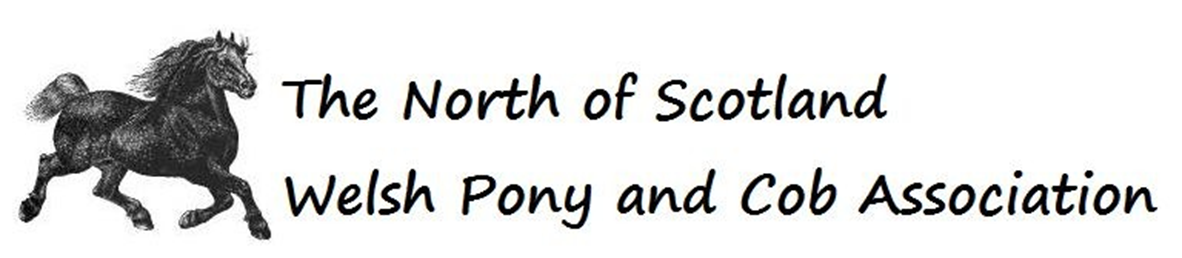 The North of Scotland
Welsh Pony and Cob Association